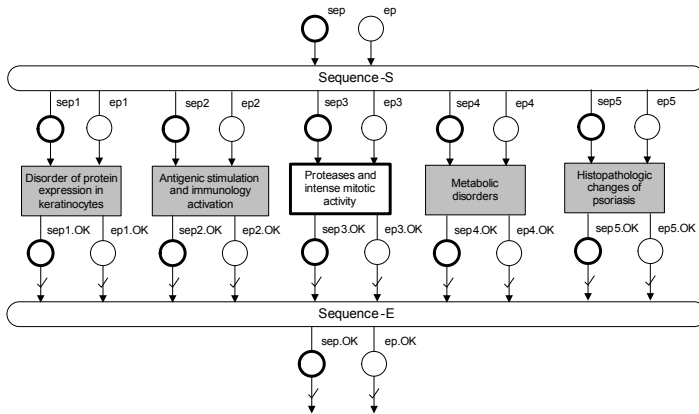 sep ep
Sequence-S
sep1 ep1 sep2 ep2 sep3 ep3 sep4 ep4 sep5 ep5
Disorder of protein
expression in
keratinocytes
Antigenic stimulation
and immunology
activation
Proteases and
intense mitotic
activity
Metabolic
disorders
Histopathologic
changes of
psoriasis
sep1.OK ep1.OK sep2.OK ep2.OK sep3.OK ep3.OK sep4.OK ep4.OK sep5.OK ep5.OK
Sequence-E
sep.OK ep.OK